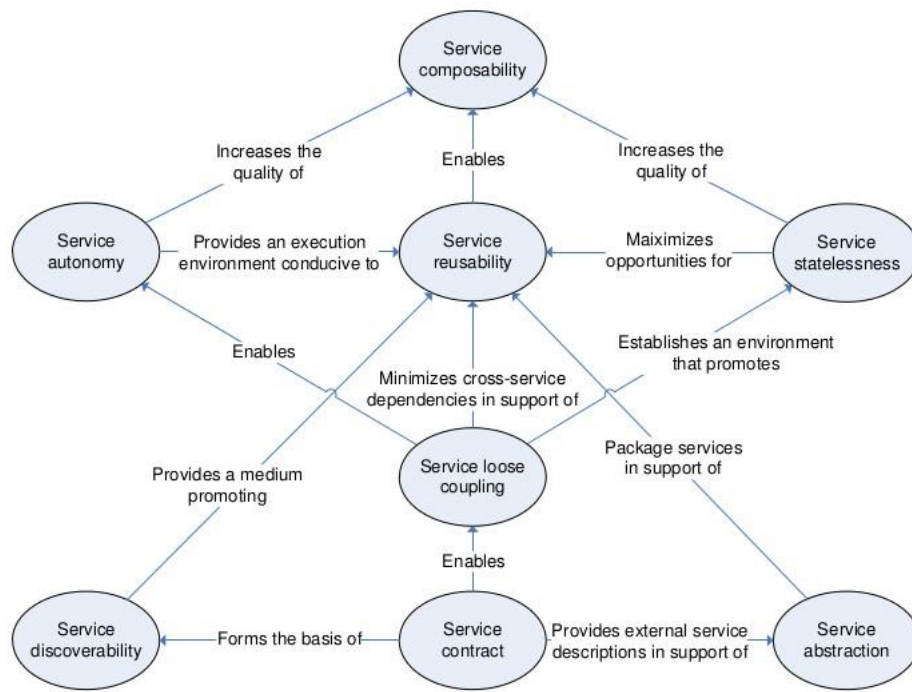 Service
composability
Increases the
quality of
Enables
Increases the
quality of
Service
autonomy
Provides an execution
environment conducive to
Service
reusability
Maiximizes
opportunities for
Service
statelessness
Enables
Minimizes cross-service
dependencies in support of
Establishes an environment
that promotes
Provides a medium
promoting
Service loose
coupling
Package services
in support of
Enables
Service
discoverability
Forms the basis of
Service
contract
Provides external service
descriptions in support of
Service
abstraction